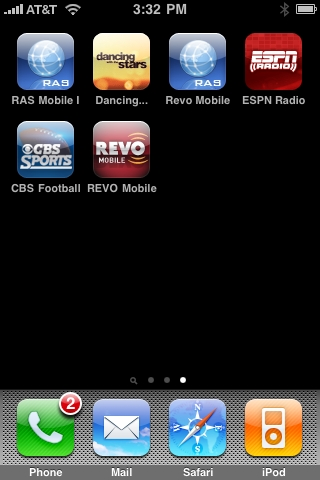 AT&T 3:32 PM
RAS
dancing
with the
stars
RAS
ESPN
RADIO
RAS Mobile I Dancing... Revo Mobile ESPN Radio
CBS
SPORTS
REVO
MOBILE
CBS Football REVO Mobile
2
N
Phone Mail Safari iPod